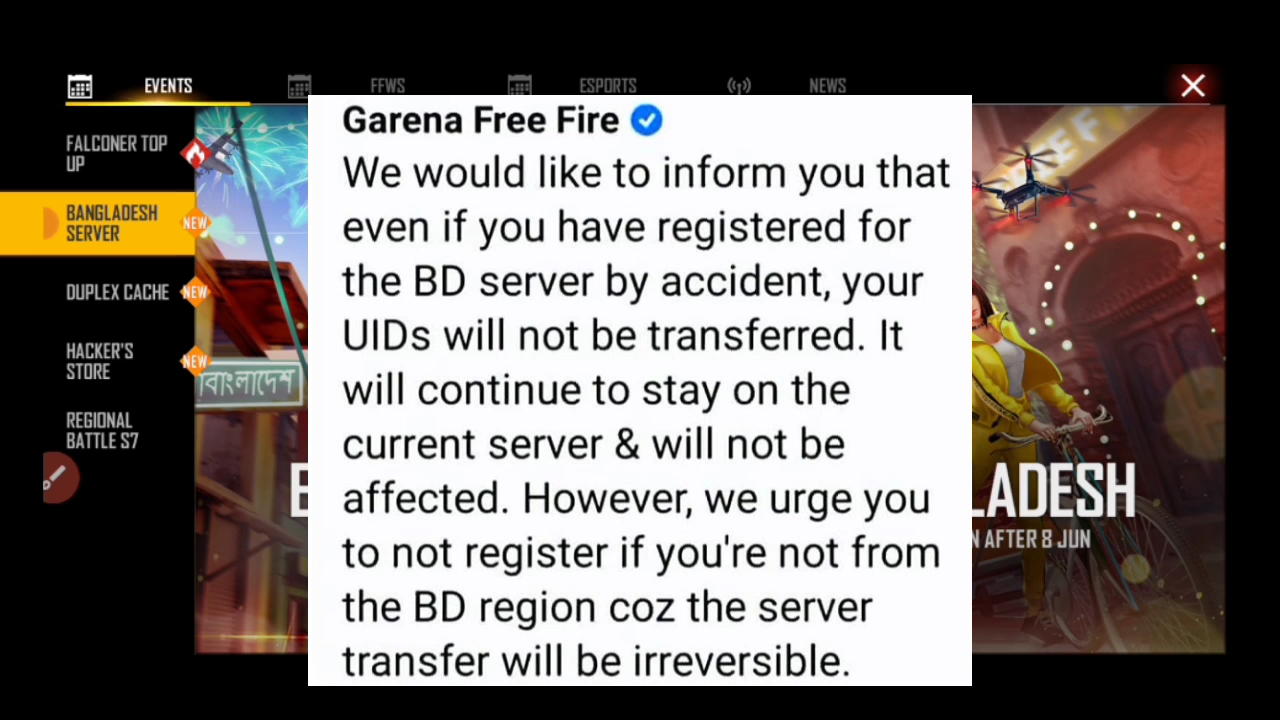 EVENTS
FFWS
ESPORTS
NEWS
FALCONER TOP
UP
BANGLADESH
SERVER
NEW
DUPLEX CACHE
NEW
HACKER'S
STORE
NEW
REGIONAL
BATTLE S7
বাংলাদেশ
Garena Free Fire
We would like to inform you that
even if you have registered for
the BD server by accident, your
UIDs will not be transferred. It
will continue to stay on the
current server & will not be
affected. However, we urge you
to not register if you're not from
the BD region coz the server
transfer will be irreversible.
LADESH
N AFTER 8 JUN